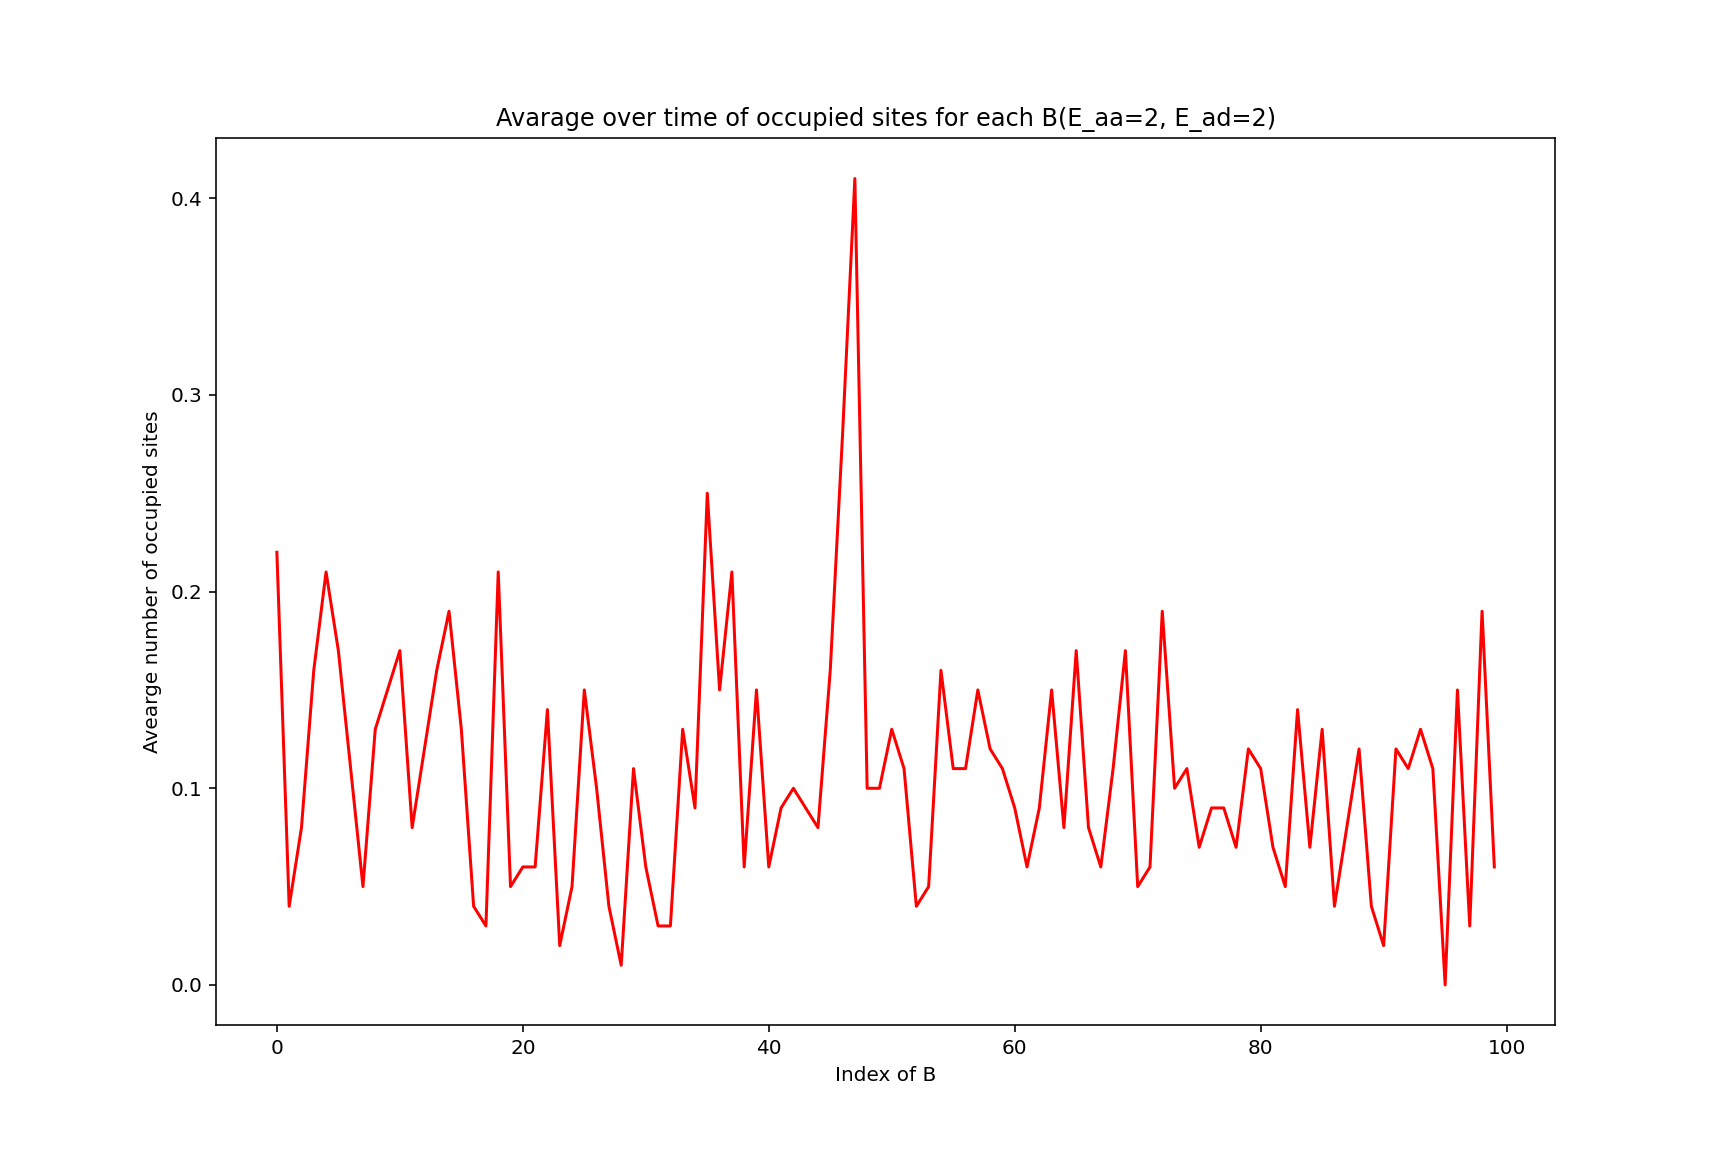 Avarage over time of occupied sites for each B(E_aa=2, E_ad=2)
Avearge number of occupied sites
0.4
0.3
0.2
0.1
0.0
0 20 40 60 80 100
Index of B